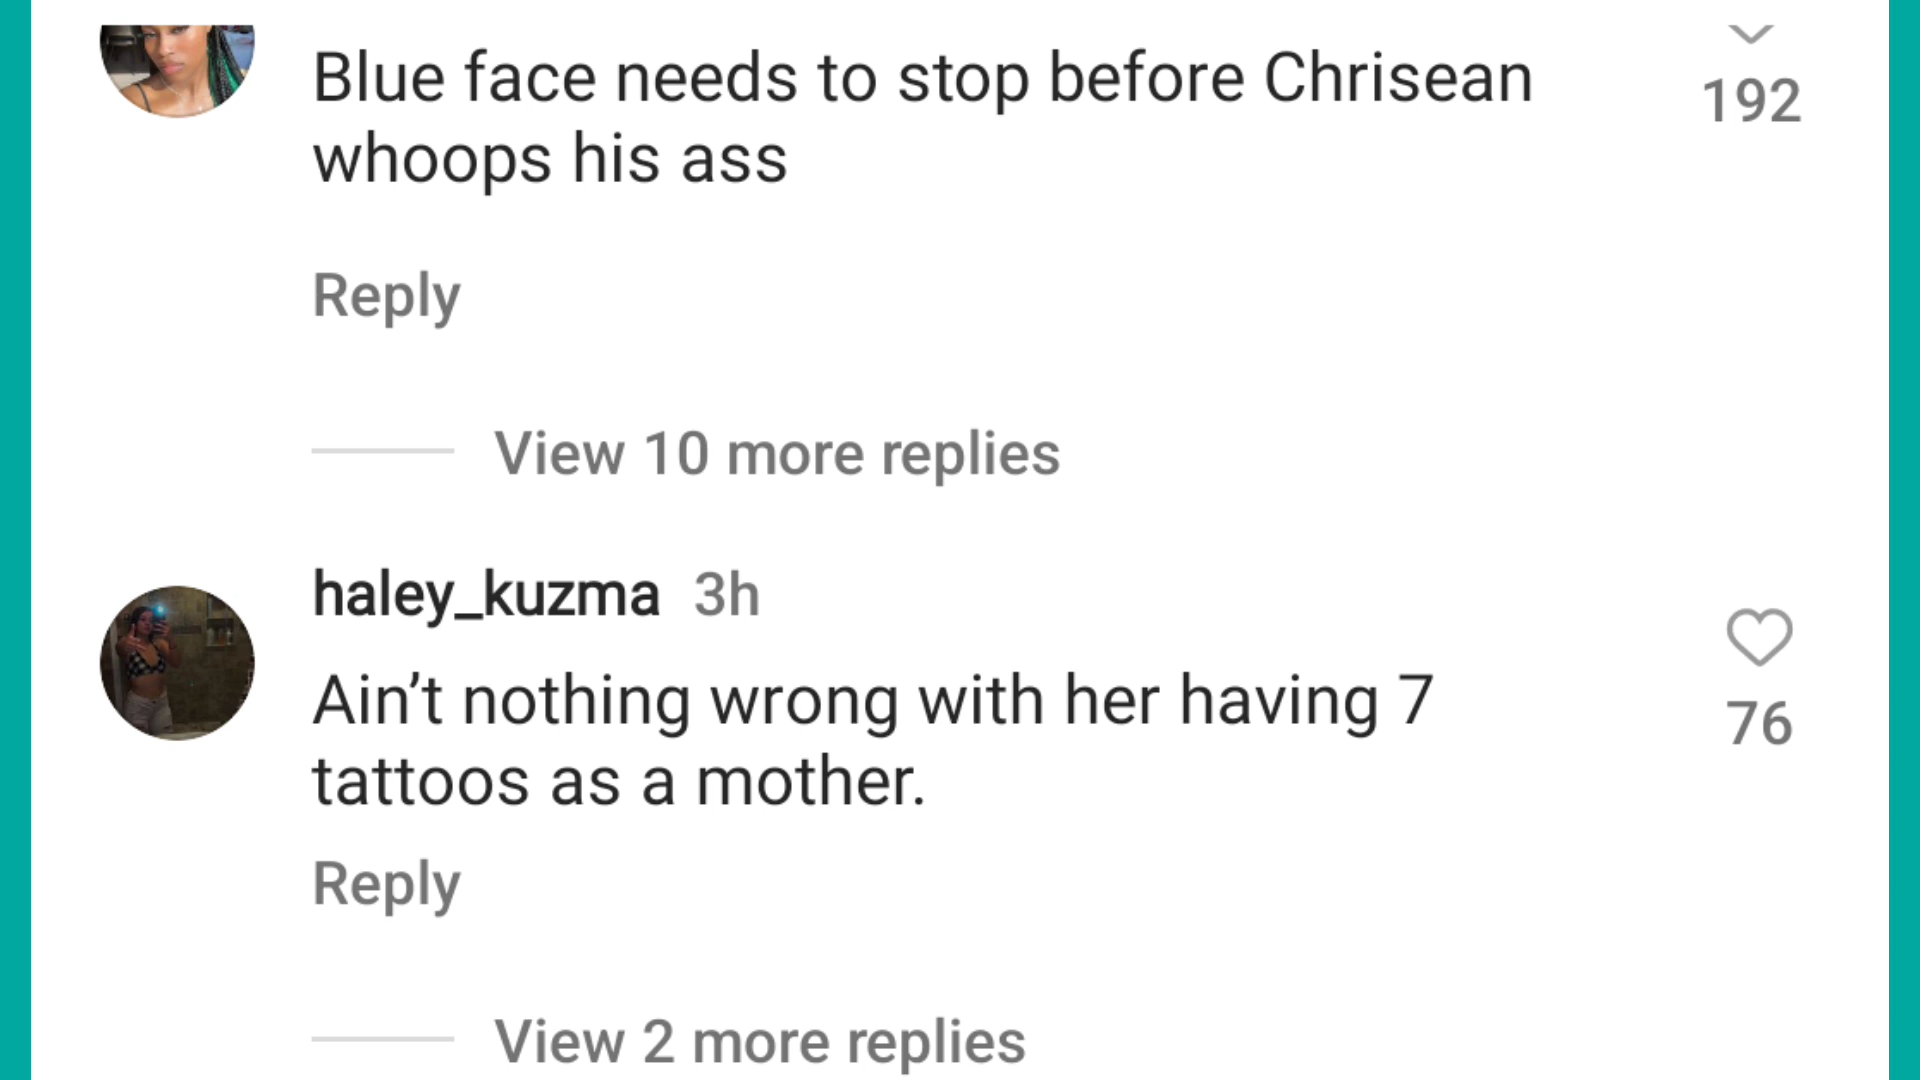 Blue face needs to stop before Chrisean
192
whoops his ass
Reply
View 10 more replies
haley_kuzma 3h
Ain’t nothing wrong with her having 7
76
tattoos as a mother.
Reply
View 2 more replies